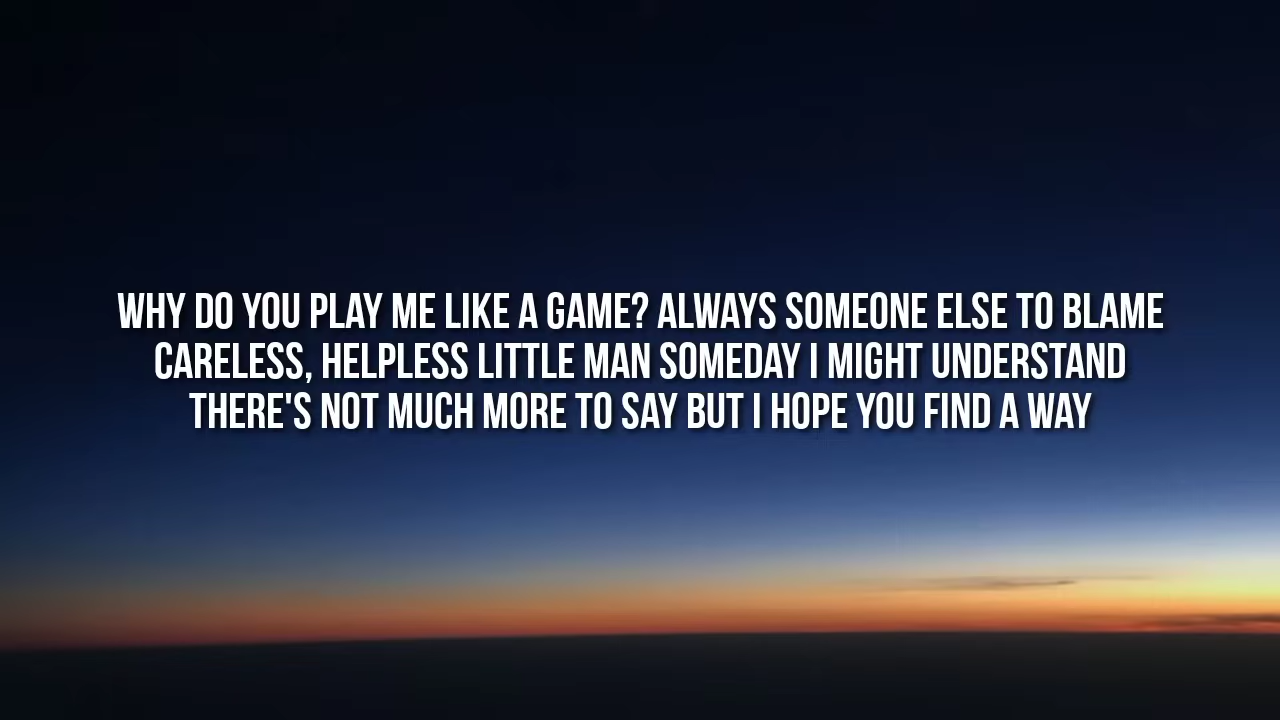 WHY DO YOU PLAY ME LIKE A GAME? ALWAYS SOMEONE ELSE TO BLAME
CARELESS, HELPLESS LITTLE MAN SOMEDAY I MIGHT UNDERSTAND
THERE'S NOT MUCH MORE TO SAY BUT I HOPE YOU FIND A WAY